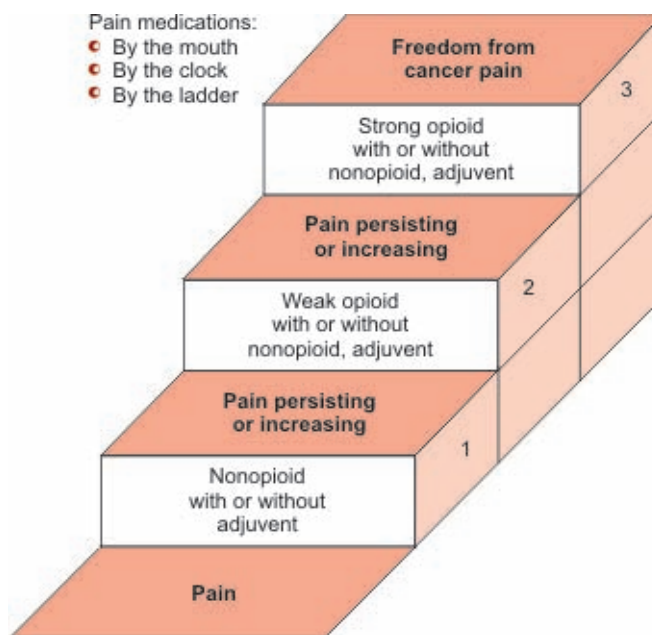 Pain medications:
By the mouth
By the clock
By the ladder
Freedom from
cancer pain
3
Strong opioid
with or without
nonopioid, adjuvent
Pain persisting
or increasing
2
Weak opioid
with or without
nonopioid, adjuvent
Pain persisting
or increasing
1
Nonopioid
with or without
adjuvent
Pain